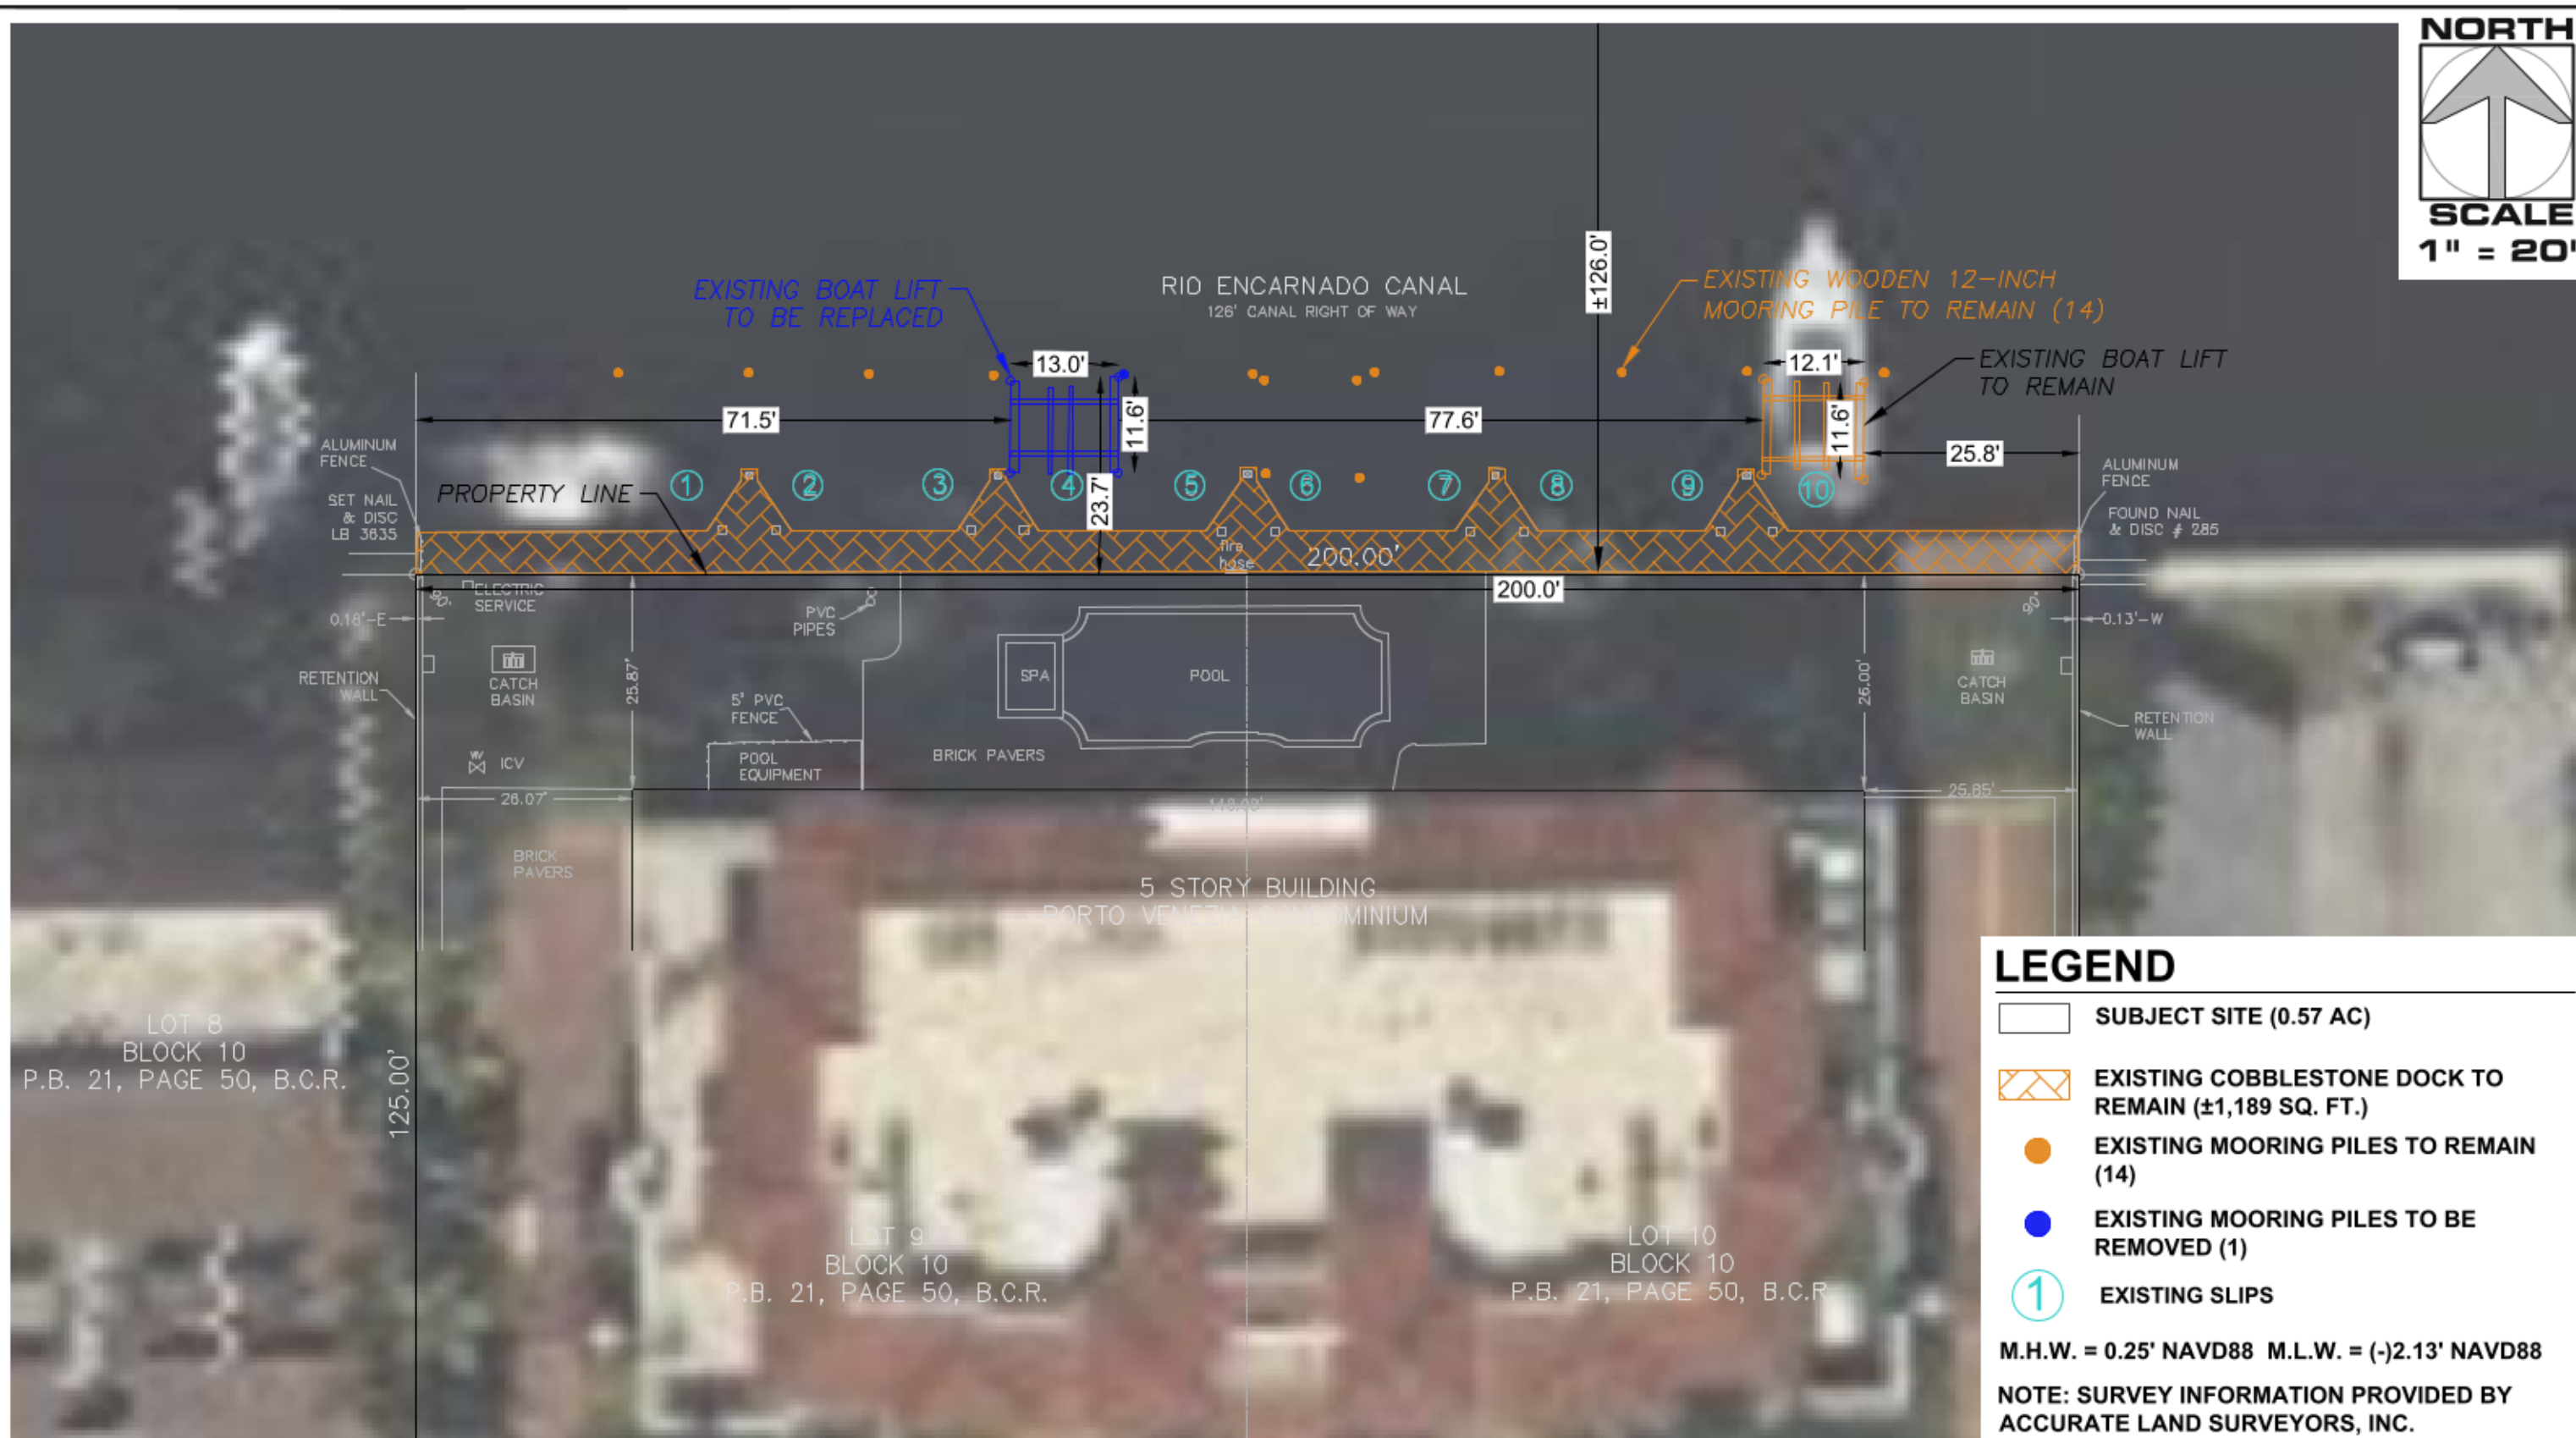 NORTH
SCALE
1" = 20'
±126.0'
EXISTING BOAT LIFT
TO BE REPLACED
RIO ENCARNADO CANAL
126' CANAL RIGHT OF WAY
EXISTING WOODEN 12-INCH
MOORING PILE TO REMAIN (14)
13.0'
12.1'
EXISTING BOAT LIFT
TO REMAIN
71.5'
11.6'
77.6'
11.6'
25.8'
ALUMINUM
FENCE
ALUMINUM
FENCE
PROPERTY LINE
1
2
3
4
5
6
7
8
9
10
23.7'
SET NAIL
& DISC
LB 3635
FOUND NAIL
& DISC # 285
fire
hose
200.00'
200.0'
90°
ELECTRIC
SERVICE
90°
0.18'-E
PVC
PIPES
0.13'-W
RETENTION
WALL
CATCH
BASIN
25.87'
SPA
POOL
26.00'
CATCH
BASIN
5' PVC
FENCE
RETENTION
WALL
WV
ICV
POOL
EQUIPMENT
BRICK PAVERS
26.07'
25.85'
BRICK
PAVERS
5 STORY BUILDING
PORTO VENEZIA CONDOMINIUM
LOT 8
BLOCK 10
P.B. 21, PAGE 50, B.C.R.
125.00'
LOT 9
BLOCK 10
P.B. 21, PAGE 50, B.C.R.
LOT 10
BLOCK 10
P.B. 21, PAGE 50, B.C.R
LEGEND
SUBJECT SITE (0.57 AC)
EXISTING COBBLESTONE DOCK TO
REMAIN (±1,189 SQ. FT.)
EXISTING MOORING PILES TO REMAIN
(14)
EXISTING MOORING PILES TO BE
REMOVED (1)
1
EXISTING SLIPS
M.H.W. = 0.25' NAVD88 M.L.W. = (-)2.13' NAVD88
NOTE: SURVEY INFORMATION PROVIDED BY
ACCURATE LAND SURVEYORS, INC.